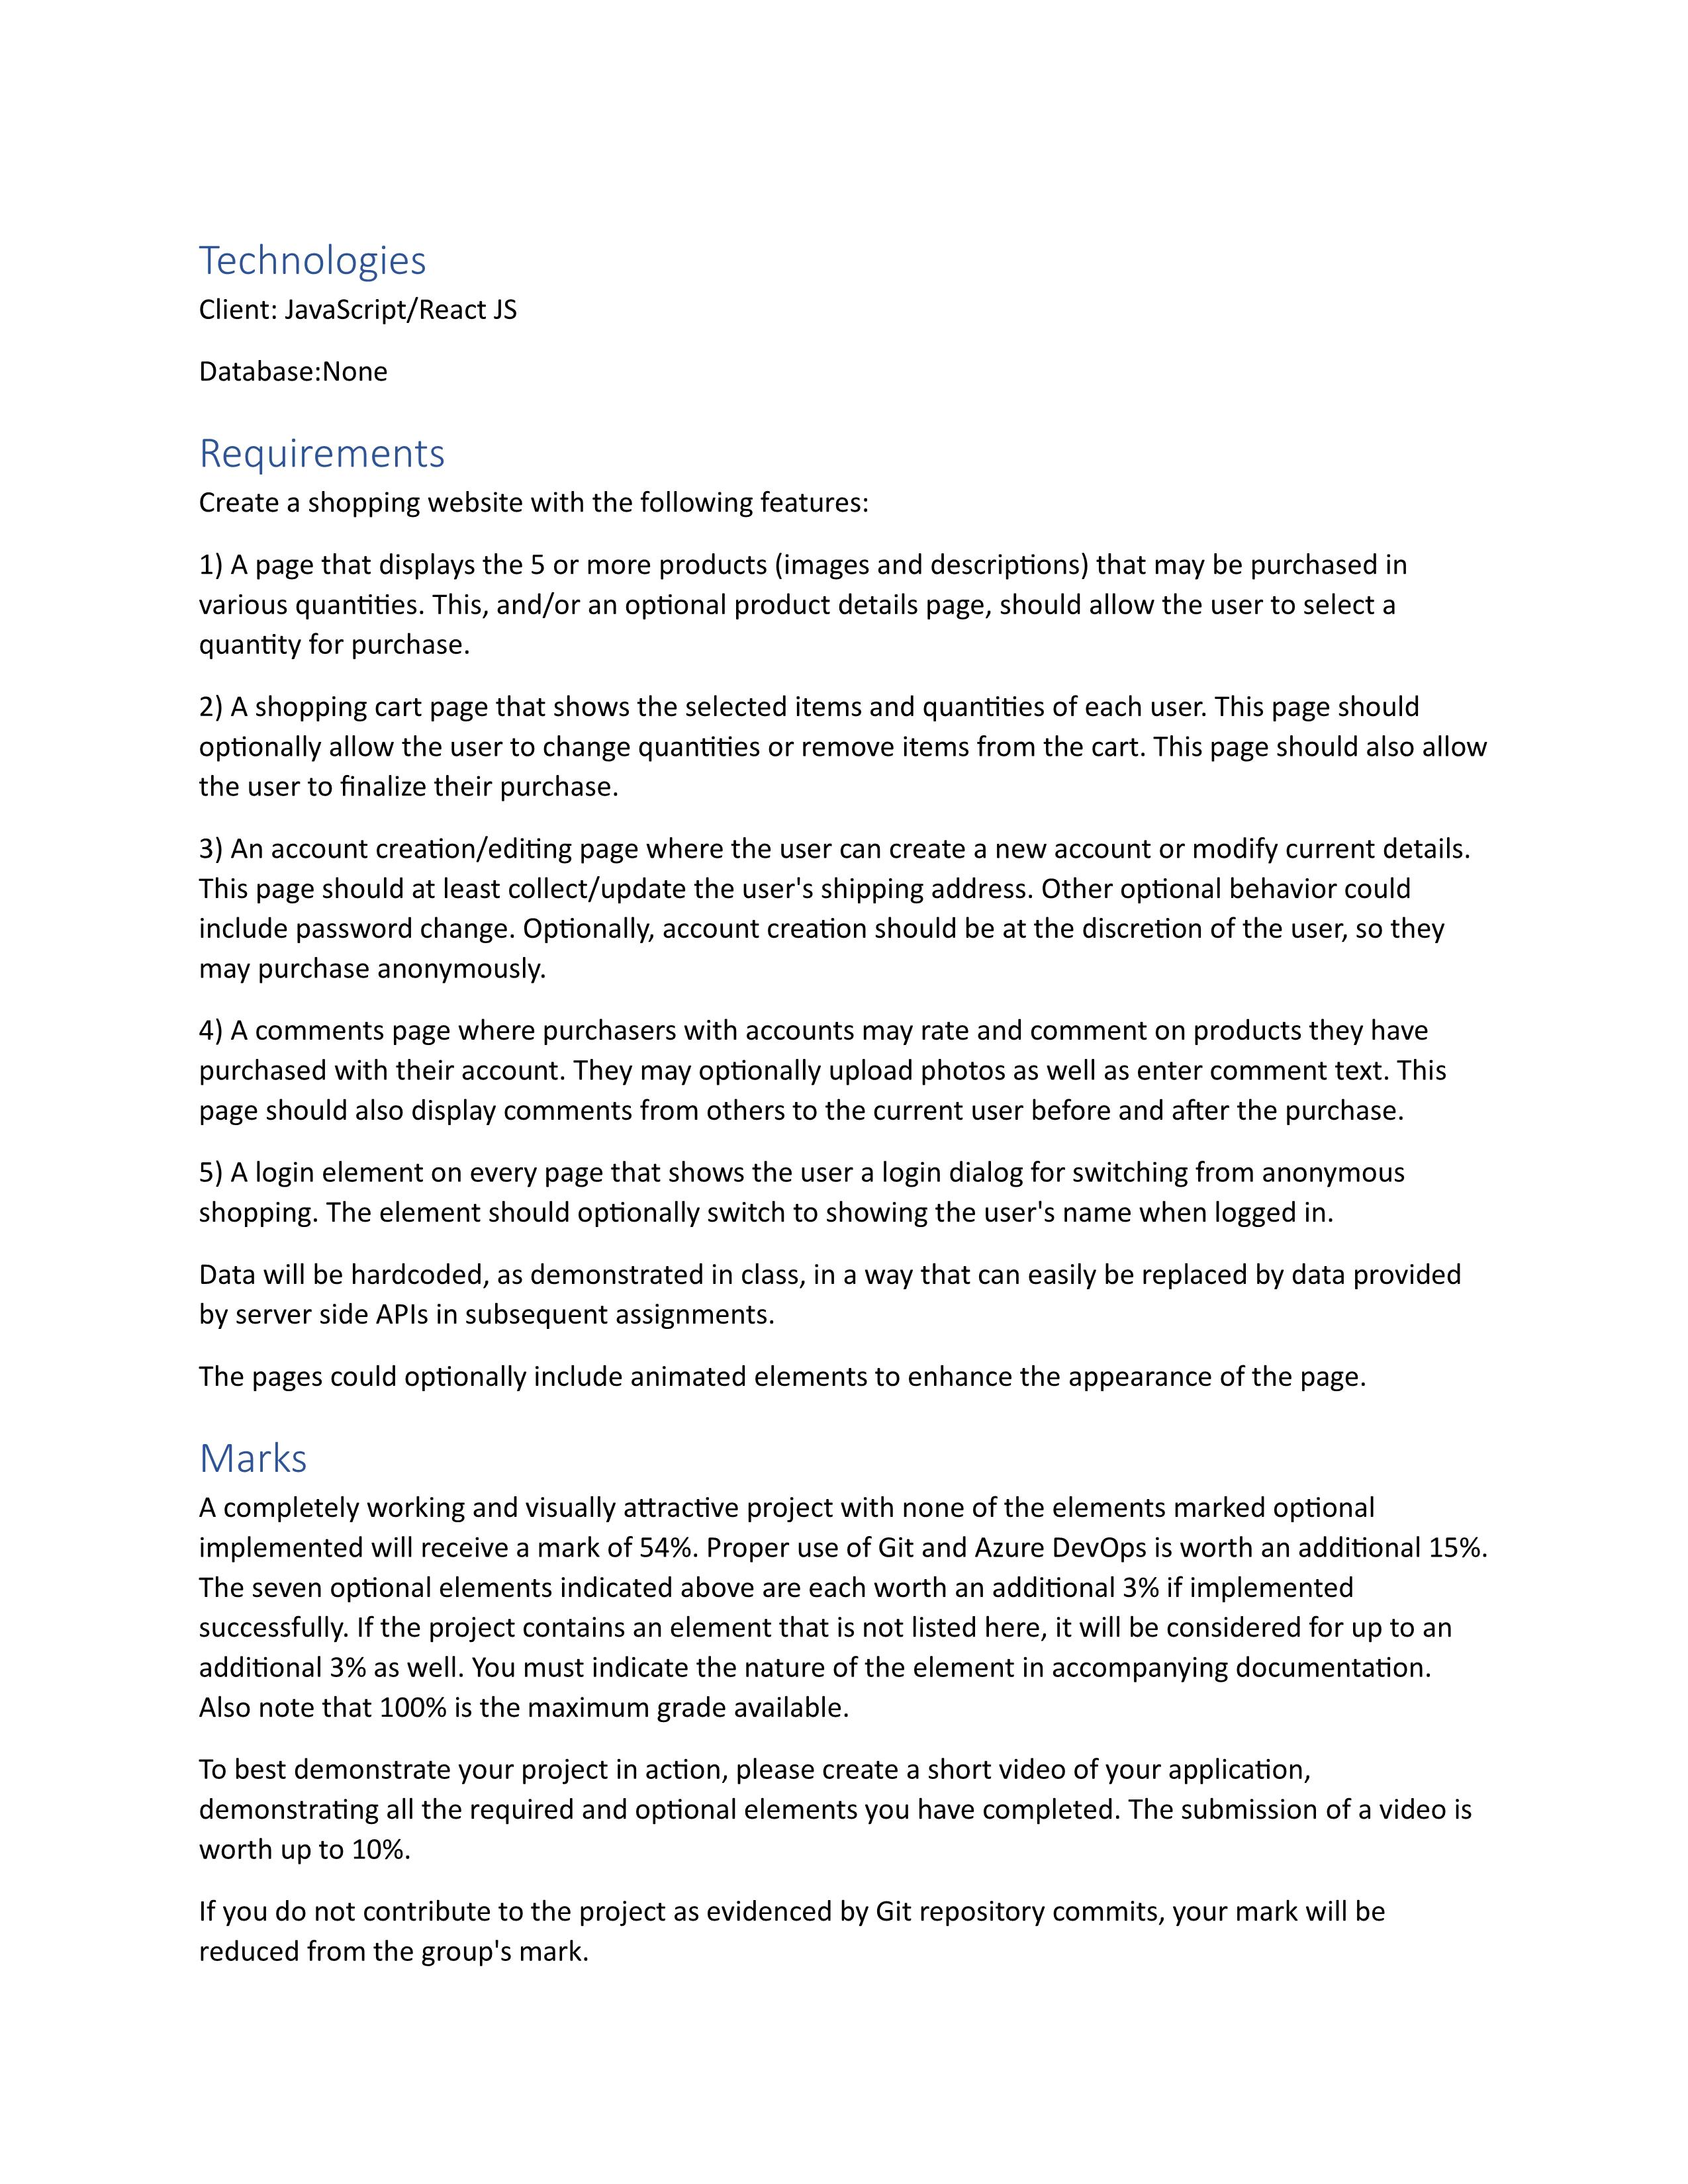 Technologies
Client: JavaScript/React JS
Database:None
Requirements
Create a shopping website with the following features:
1) A page that displays the 5 or more products (images and descriptions) that may be purchased in
various quantities. This, and/or an optional product details page, should allow the user to select a
quantity for purchase.
2) A shopping cart page that shows the selected items and quantities of each user. This page should
optionally allow the user to change quantities or remove items from the cart. This page should also allow
the user to finalize their purchase.
3) An account creation/editing page where the user can create a new account or modify current details.
This page should at least collect/update the user's shipping address. Other optional behavior could
include password change. Optionally, account creation should be at the discretion of the user, so they
may purchase anonymously.
4) A comments page where purchasers with accounts may rate and comment on products they have
purchased with their account. They may optionally upload photos as well as enter comment text. This
page should also display comments from others to the current user before and after the purchase.
5) A login element on every page that shows the user a login dialog for switching from anonymous
shopping. The element should optionally switch to showing the user's name when logged in.
Data will be hardcoded, as demonstrated in class, in a way that can easily be replaced by data provided
by server side APIs in subsequent assignments.
The pages could optionally include animated elements to enhance the appearance of the page.
Marks
A completely working and visually attractive project with none of the elements marked optional
implemented will receive a mark of 54%. Proper use of Git and Azure DevOps is worth an additional 15%.
The seven optional elements indicated above are each worth an additional 3% if implemented
successfully. If the project contains an element that is not listed here, it will be considered for up to an
additional 3% as well. You must indicate the nature of the element in accompanying documentation.
Also note that 100% is the maximum grade available.
To best demonstrate your project in action, please create a short video of your application,
demonstrating all the required and optional elements you have completed. The submission of a video is
worth up to 10%.
If you do not contribute to the project as evidenced by Git repository commits, your mark will be
reduced from the group's mark.